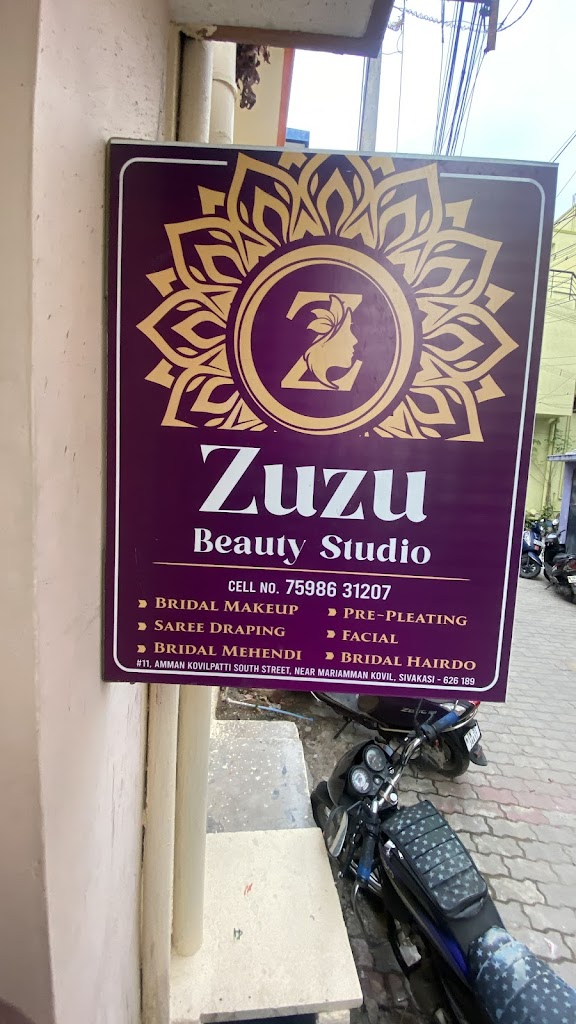 Z
Zuzu
Beauty Studio
CELL NO. 75986 31207
BRIDAL MAKEUP
PRE-PLEATING
SAREE DRAPING
FACIAL
BRIDAL MEHENDI
BRIDAL HAIRDO
#11, AMMAN KOVILPATTI SOUTH STREET, NEAR MARIAMMAN KOVIL, SIVAKASI - 626 189